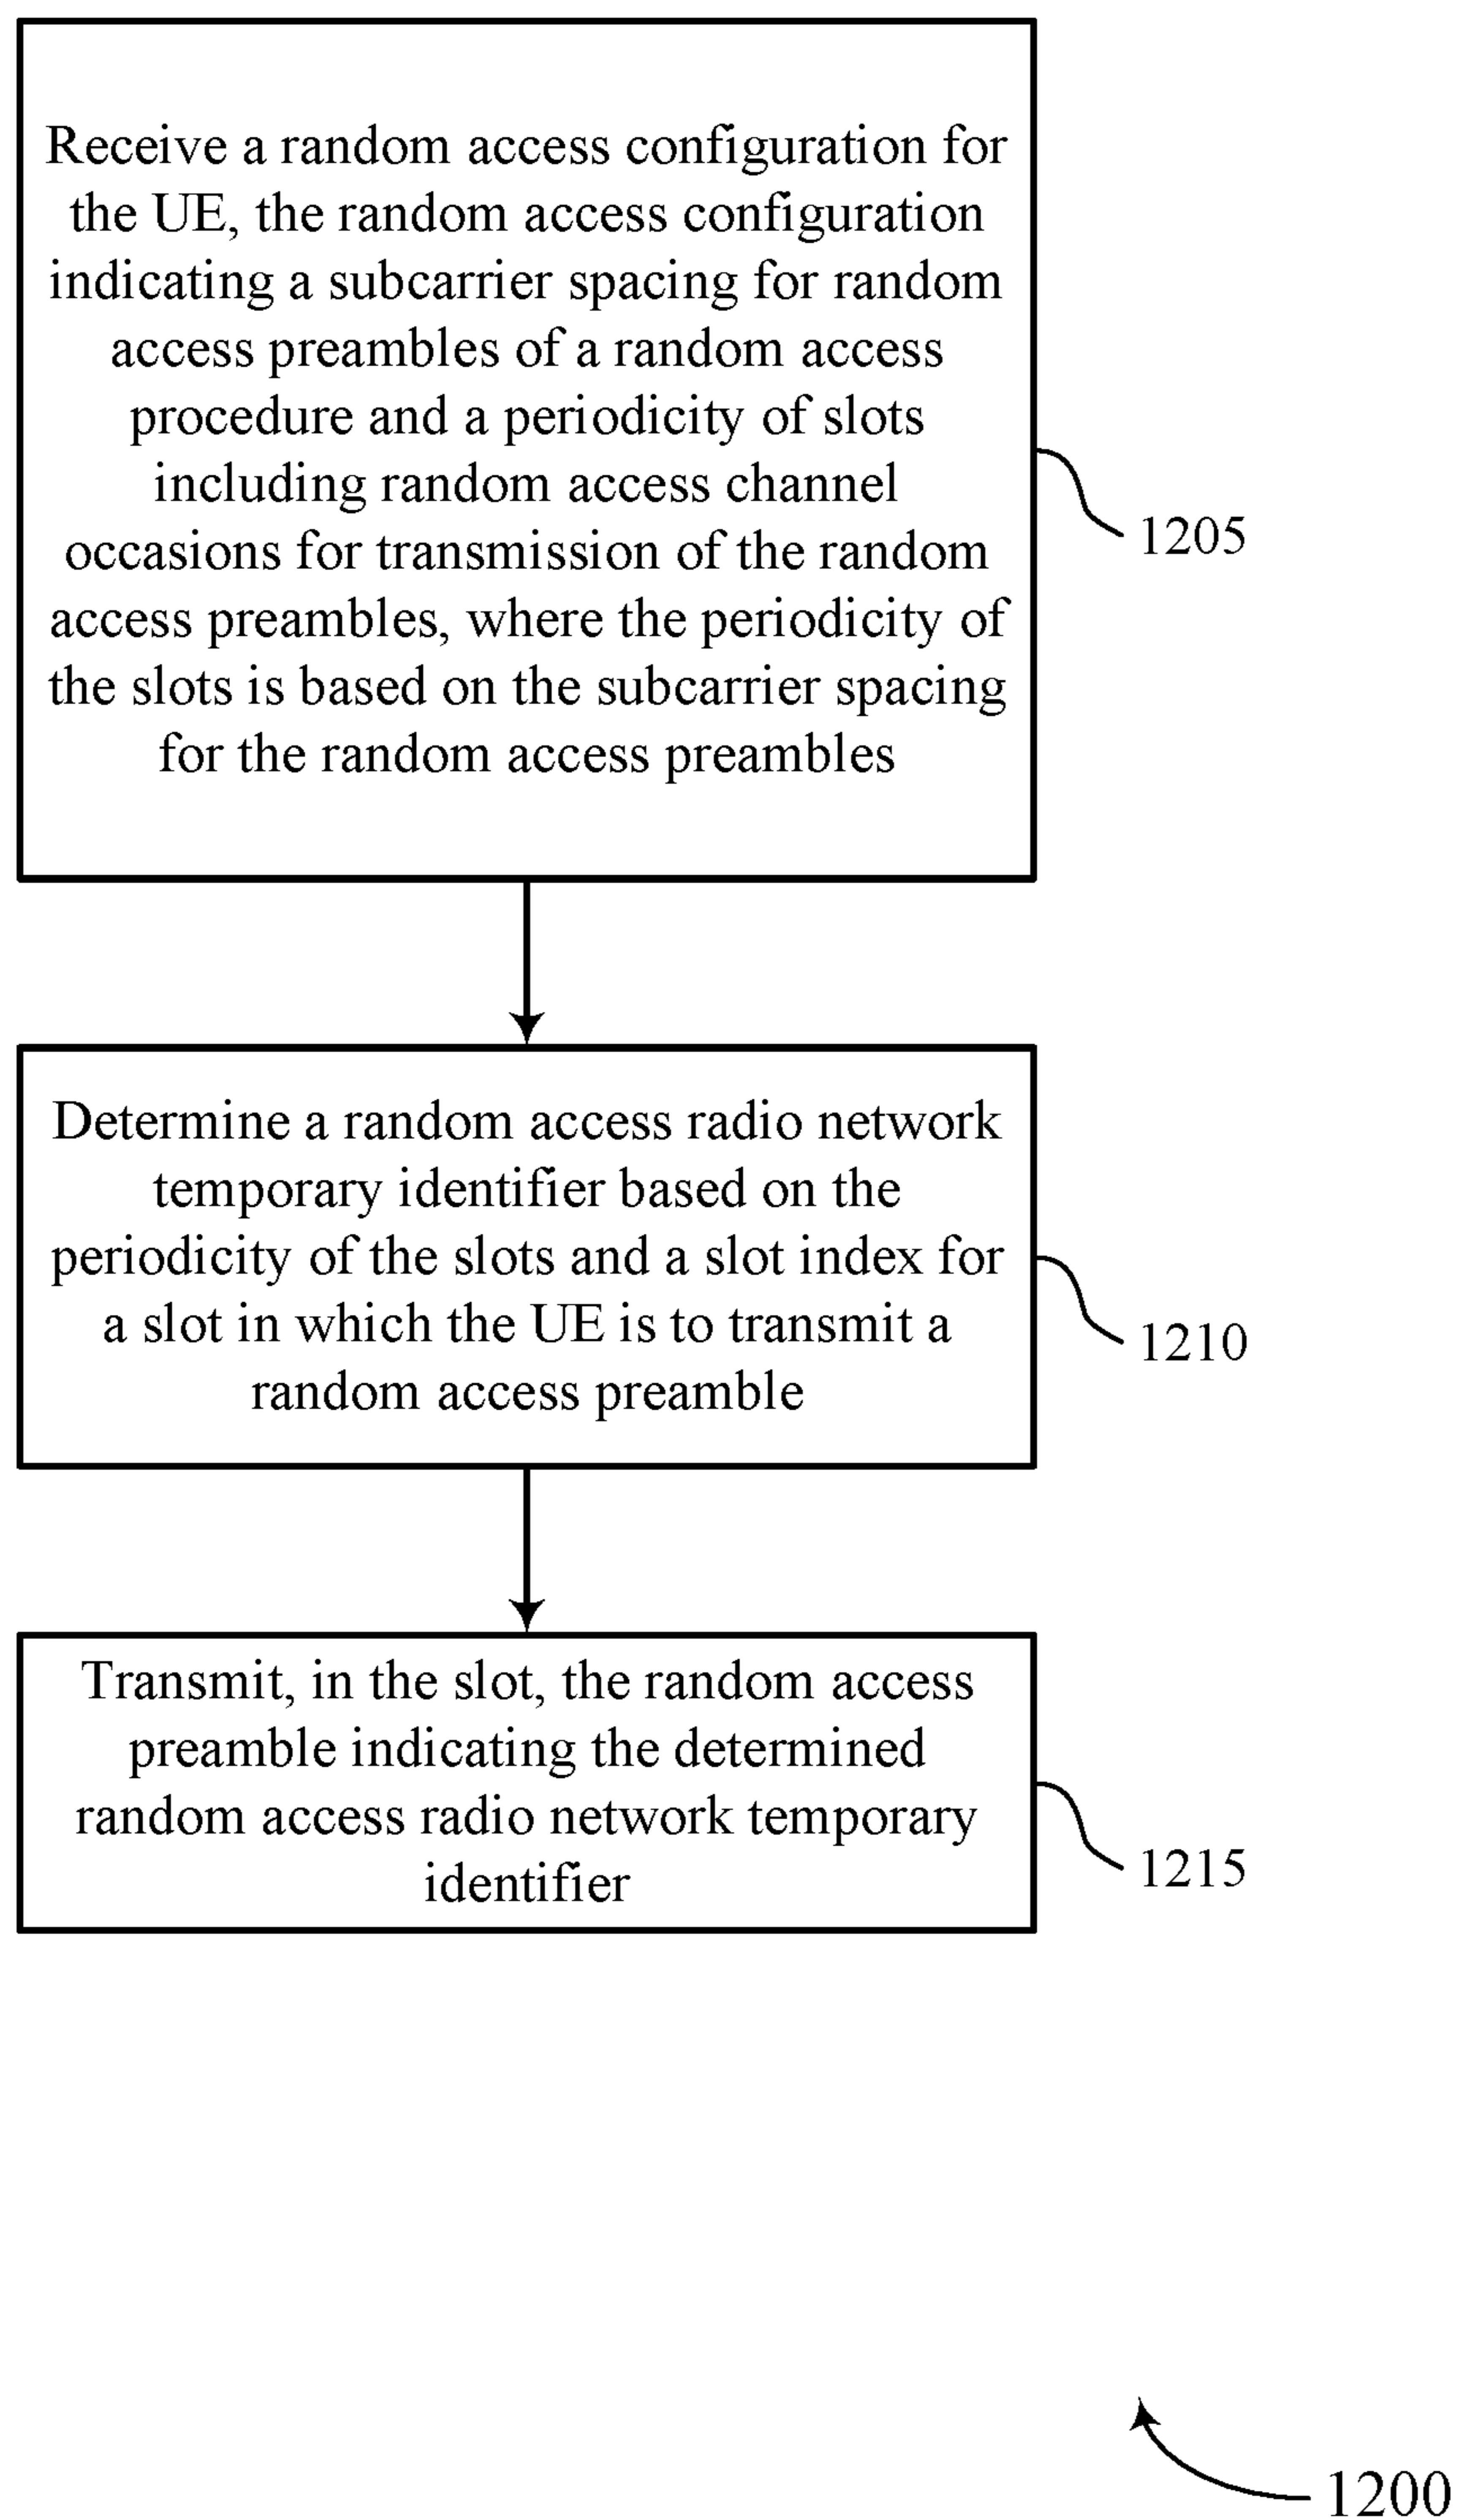 Receive a random access configuration for
the UE, the random access configuration
indicating a subcarrier spacing for random
access preambles of a random access
procedure and a periodicity of slots
including random access channel
occasions for transmission of the random
access preambles, where the periodicity of
the slots is based on the subcarrier spacing
for the random access preambles
1205
Determine a random access radio network
temporary identifier based on the
periodicity of the slots and a slot index for
a slot in which the UE is to transmit a
random access preamble
1210
Transmit, in the slot, the random access
preamble indicating the determined
random access radio network temporary
identifier
1215
1200